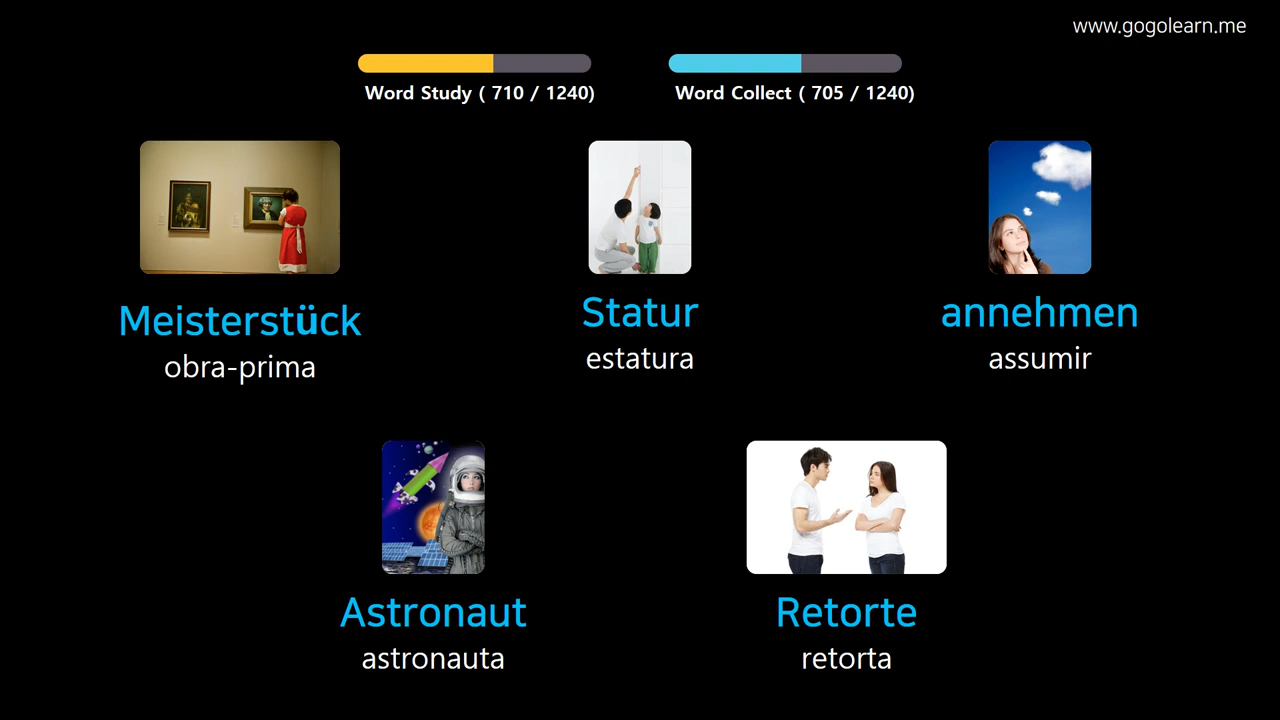 www.gogolearn.me
Word Study ( 710 / 1240)
Word Collect ( 705 / 1240)
Meisterstück
obra-prima
Statur
estatura
annehmen
assumir
Astronaut
astronauta
Retorte
retorta